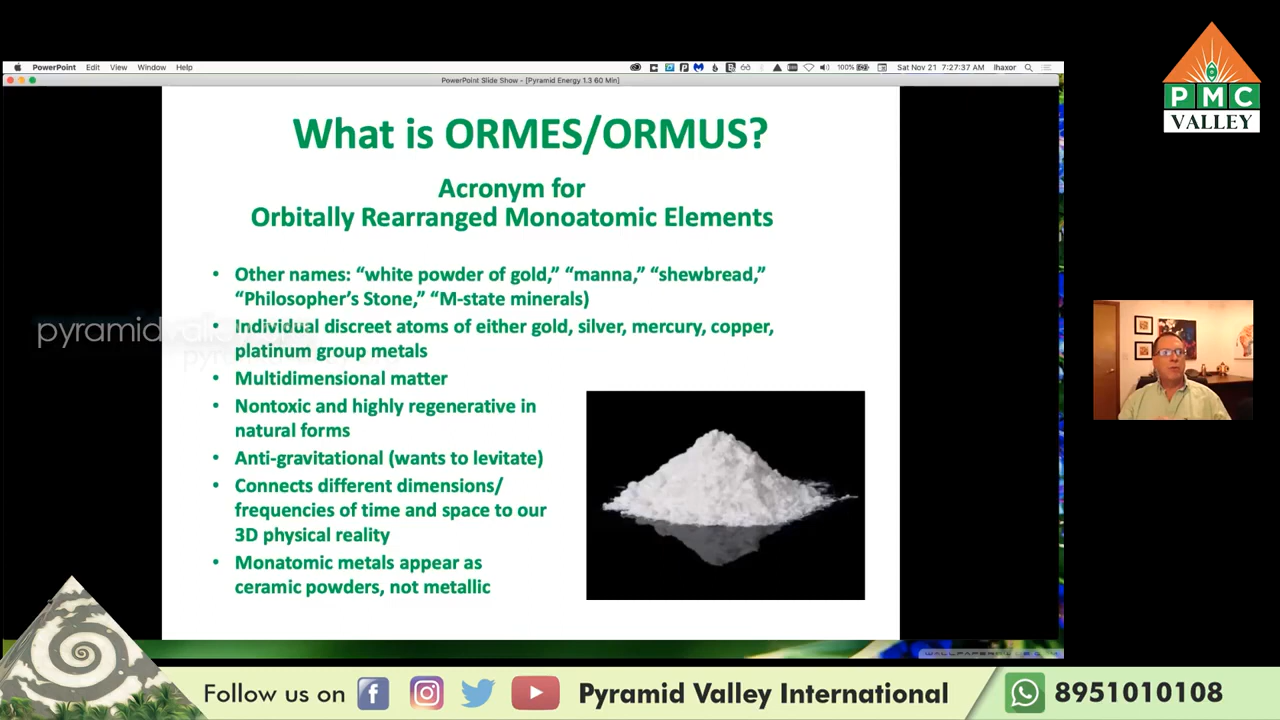 PowerPoint Edit View Window Help
100% Sat Nov 21 7:27:37 AM lhaxor
PowerPoint Slide Show - [Pyramid Energy 1.3 60 Min]
PMC
VALLEY
What is ORMES/ORMUS?
Acronym for
Orbitally Rearranged Monoatomic Elements
• Other names: “white powder of gold,” “manna,” “shewbread,”
“Philosopher’s Stone,” “M-state minerals)
• Individual discreet atoms of either gold, silver, mercury, copper,
platinum group metals
• Multidimensional matter
• Nontoxic and highly regenerative in
natural forms
• Anti-gravitational (wants to levitate)
• Connects different dimensions/
frequencies of time and space to our
3D physical reality
• Monatomic metals appear as
ceramic powders, not metallic
Follow us on Pyramid Valley International 8951010108